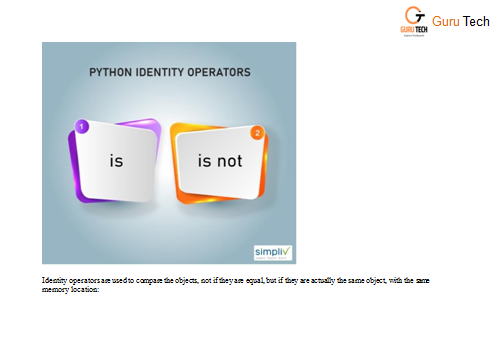 GURU TECH
Guru Tech
PYTHON IDENTITY OPERATORS
1
2
is
is not
simpliv
Identity operators are used to compare the objects, not if they are equal, but if they are actually the same object, with the same
memory location: